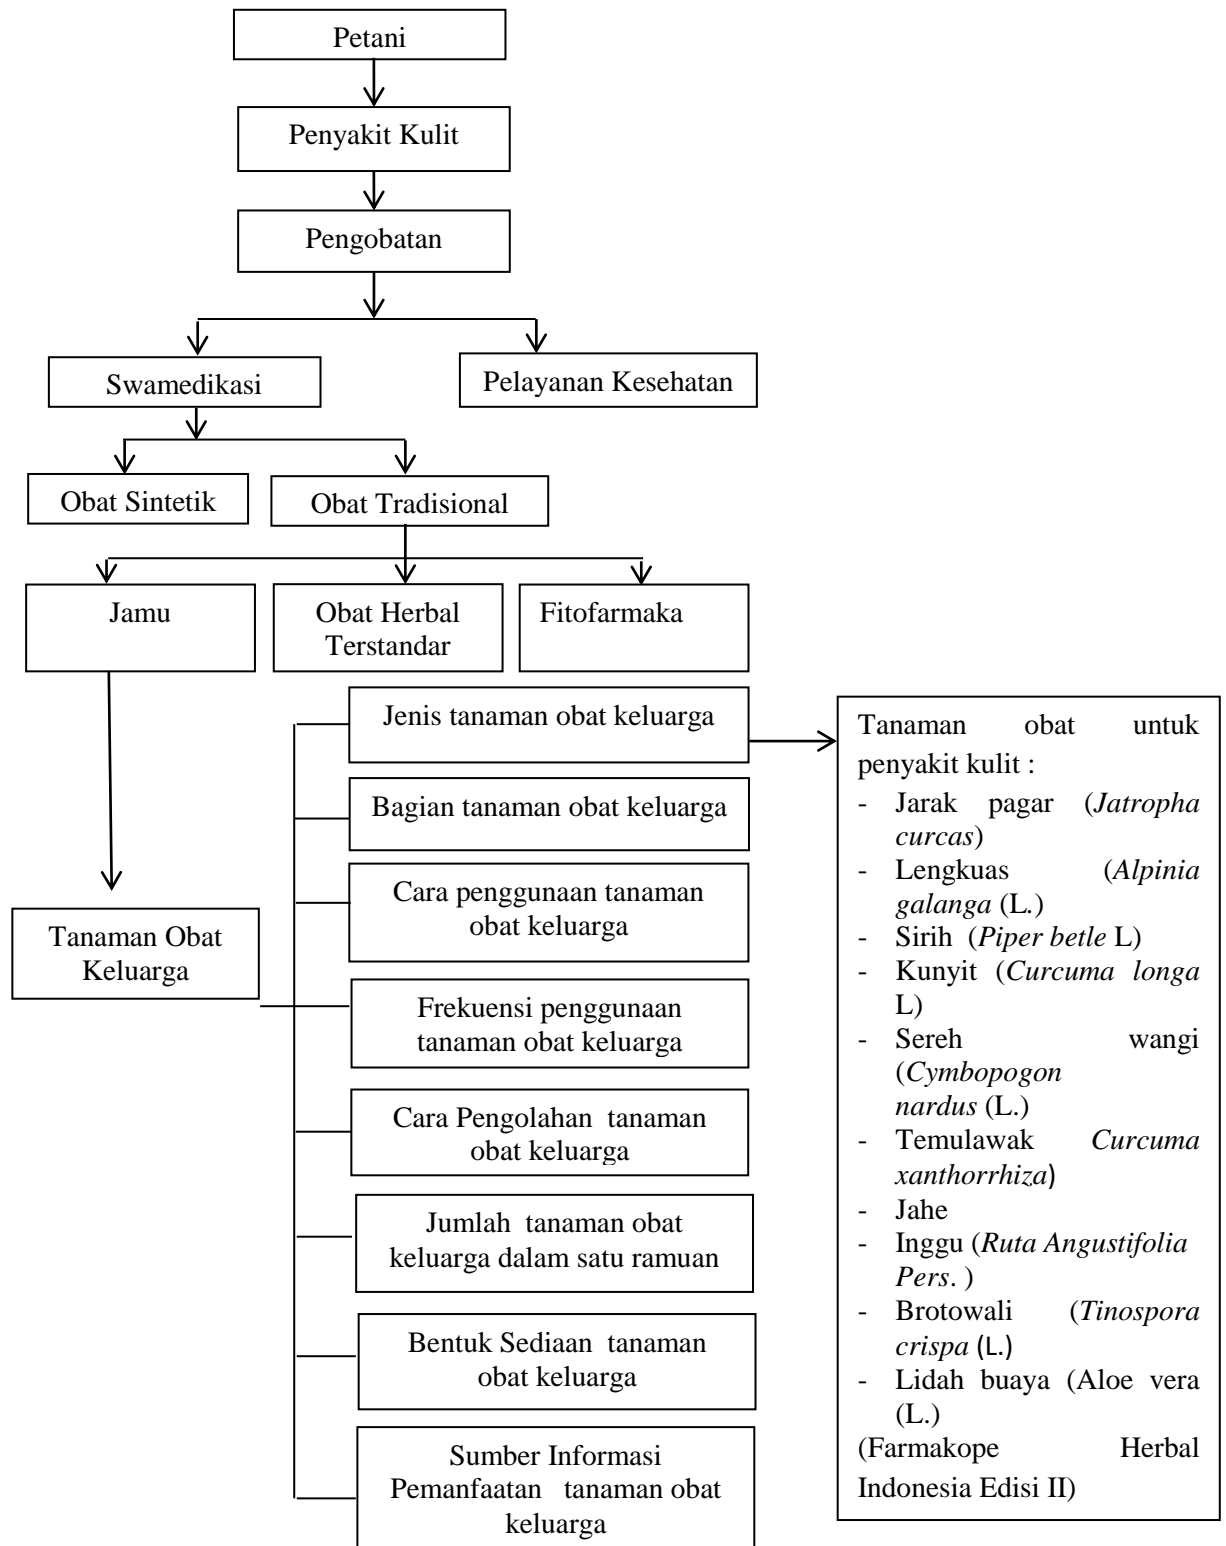 Petani
Penyakit Kulit
Pengobatan
Swamedikasi
Pelayanan Kesehatan
Obat Sintetik
Obat Tradisional
Jamu
Obat Herbal
Terstandar
Fitofarmaka
Tanaman Obat
Keluarga
Jenis tanaman obat keluarga
Bagian tanaman obat keluarga
Cara penggunaan tanaman
obat keluarga
Frekuensi penggunaan
tanaman obat keluarga
Cara Pengolahan tanaman
obat keluarga
Jumlah tanaman obat
keluarga dalam satu ramuan
Bentuk Sediaan tanaman
obat keluarga
Sumber Informasi
Pemanfaatan tanaman obat
keluarga
Tanaman obat untuk
penyakit kulit :
- Jarak pagar (Jatropha
curcas)
- Lengkuas (Alpinia
galanga (L.)
- Sirih (Piper betle L)
- Kunyit (Curcuma longa
L)
- Sereh wangi
(Cymbopogon
nardus (L.)
- Temulawak Curcuma
xanthorrhiza)
- Jahe
- Inggu (Ruta Angustifolia
Pers. )
- Brotowali (Tinospora
crispa (L.)
- Lidah buaya (Aloe vera
(L.)
(Farmakope Herbal
Indonesia Edisi II)